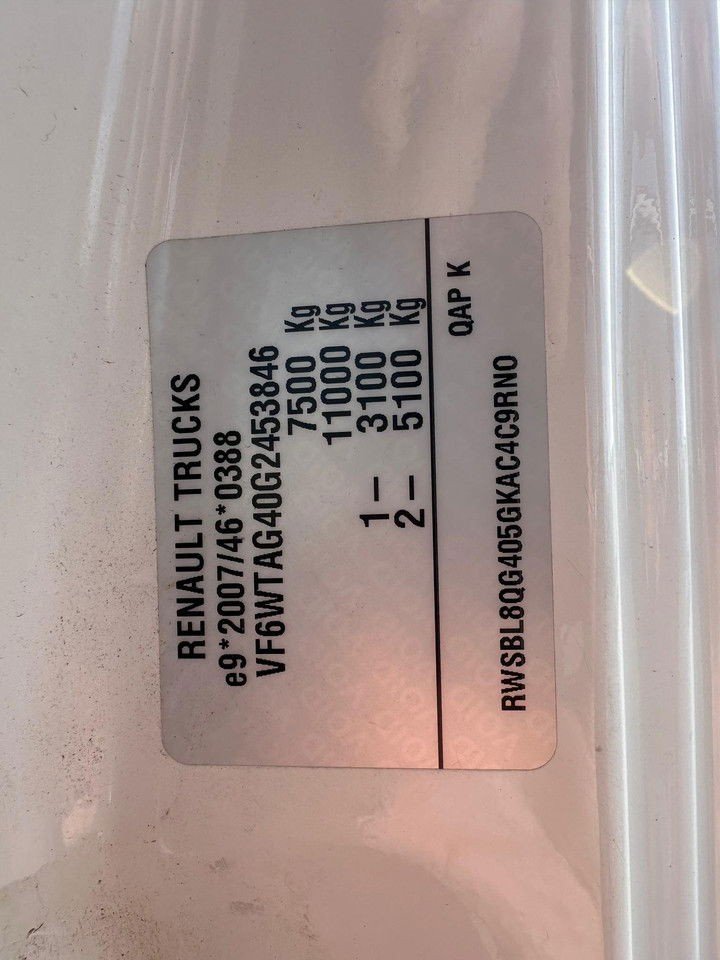 RENAULT TRUCKS
e9*2007/46*0388
VF6WTAG40G2453846
7500 Kg
11000 Kg
1 – 3100 Kg
2 – 5100 Kg
QAP K
RWSBL8QG405GKAC4C9RN0